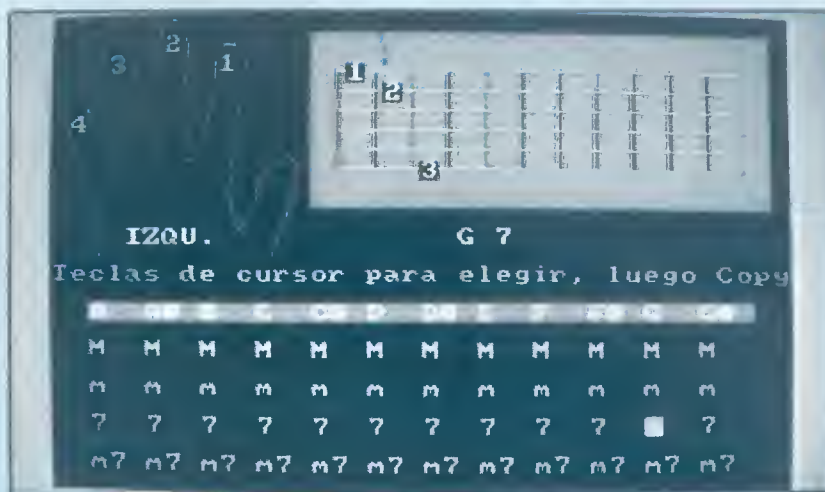 2
3
1
4
1
2
3
IZQU. G 7
Teclas de cursor para elegir, luego Copy
M M M M M M M M M M M M
m m m m m m m m m m m m
7 7 7 7 7 7 7 7 7 7 7
m7 m7 m7 m7 m7 m7 m7 m7 m7 m7 m7 m7